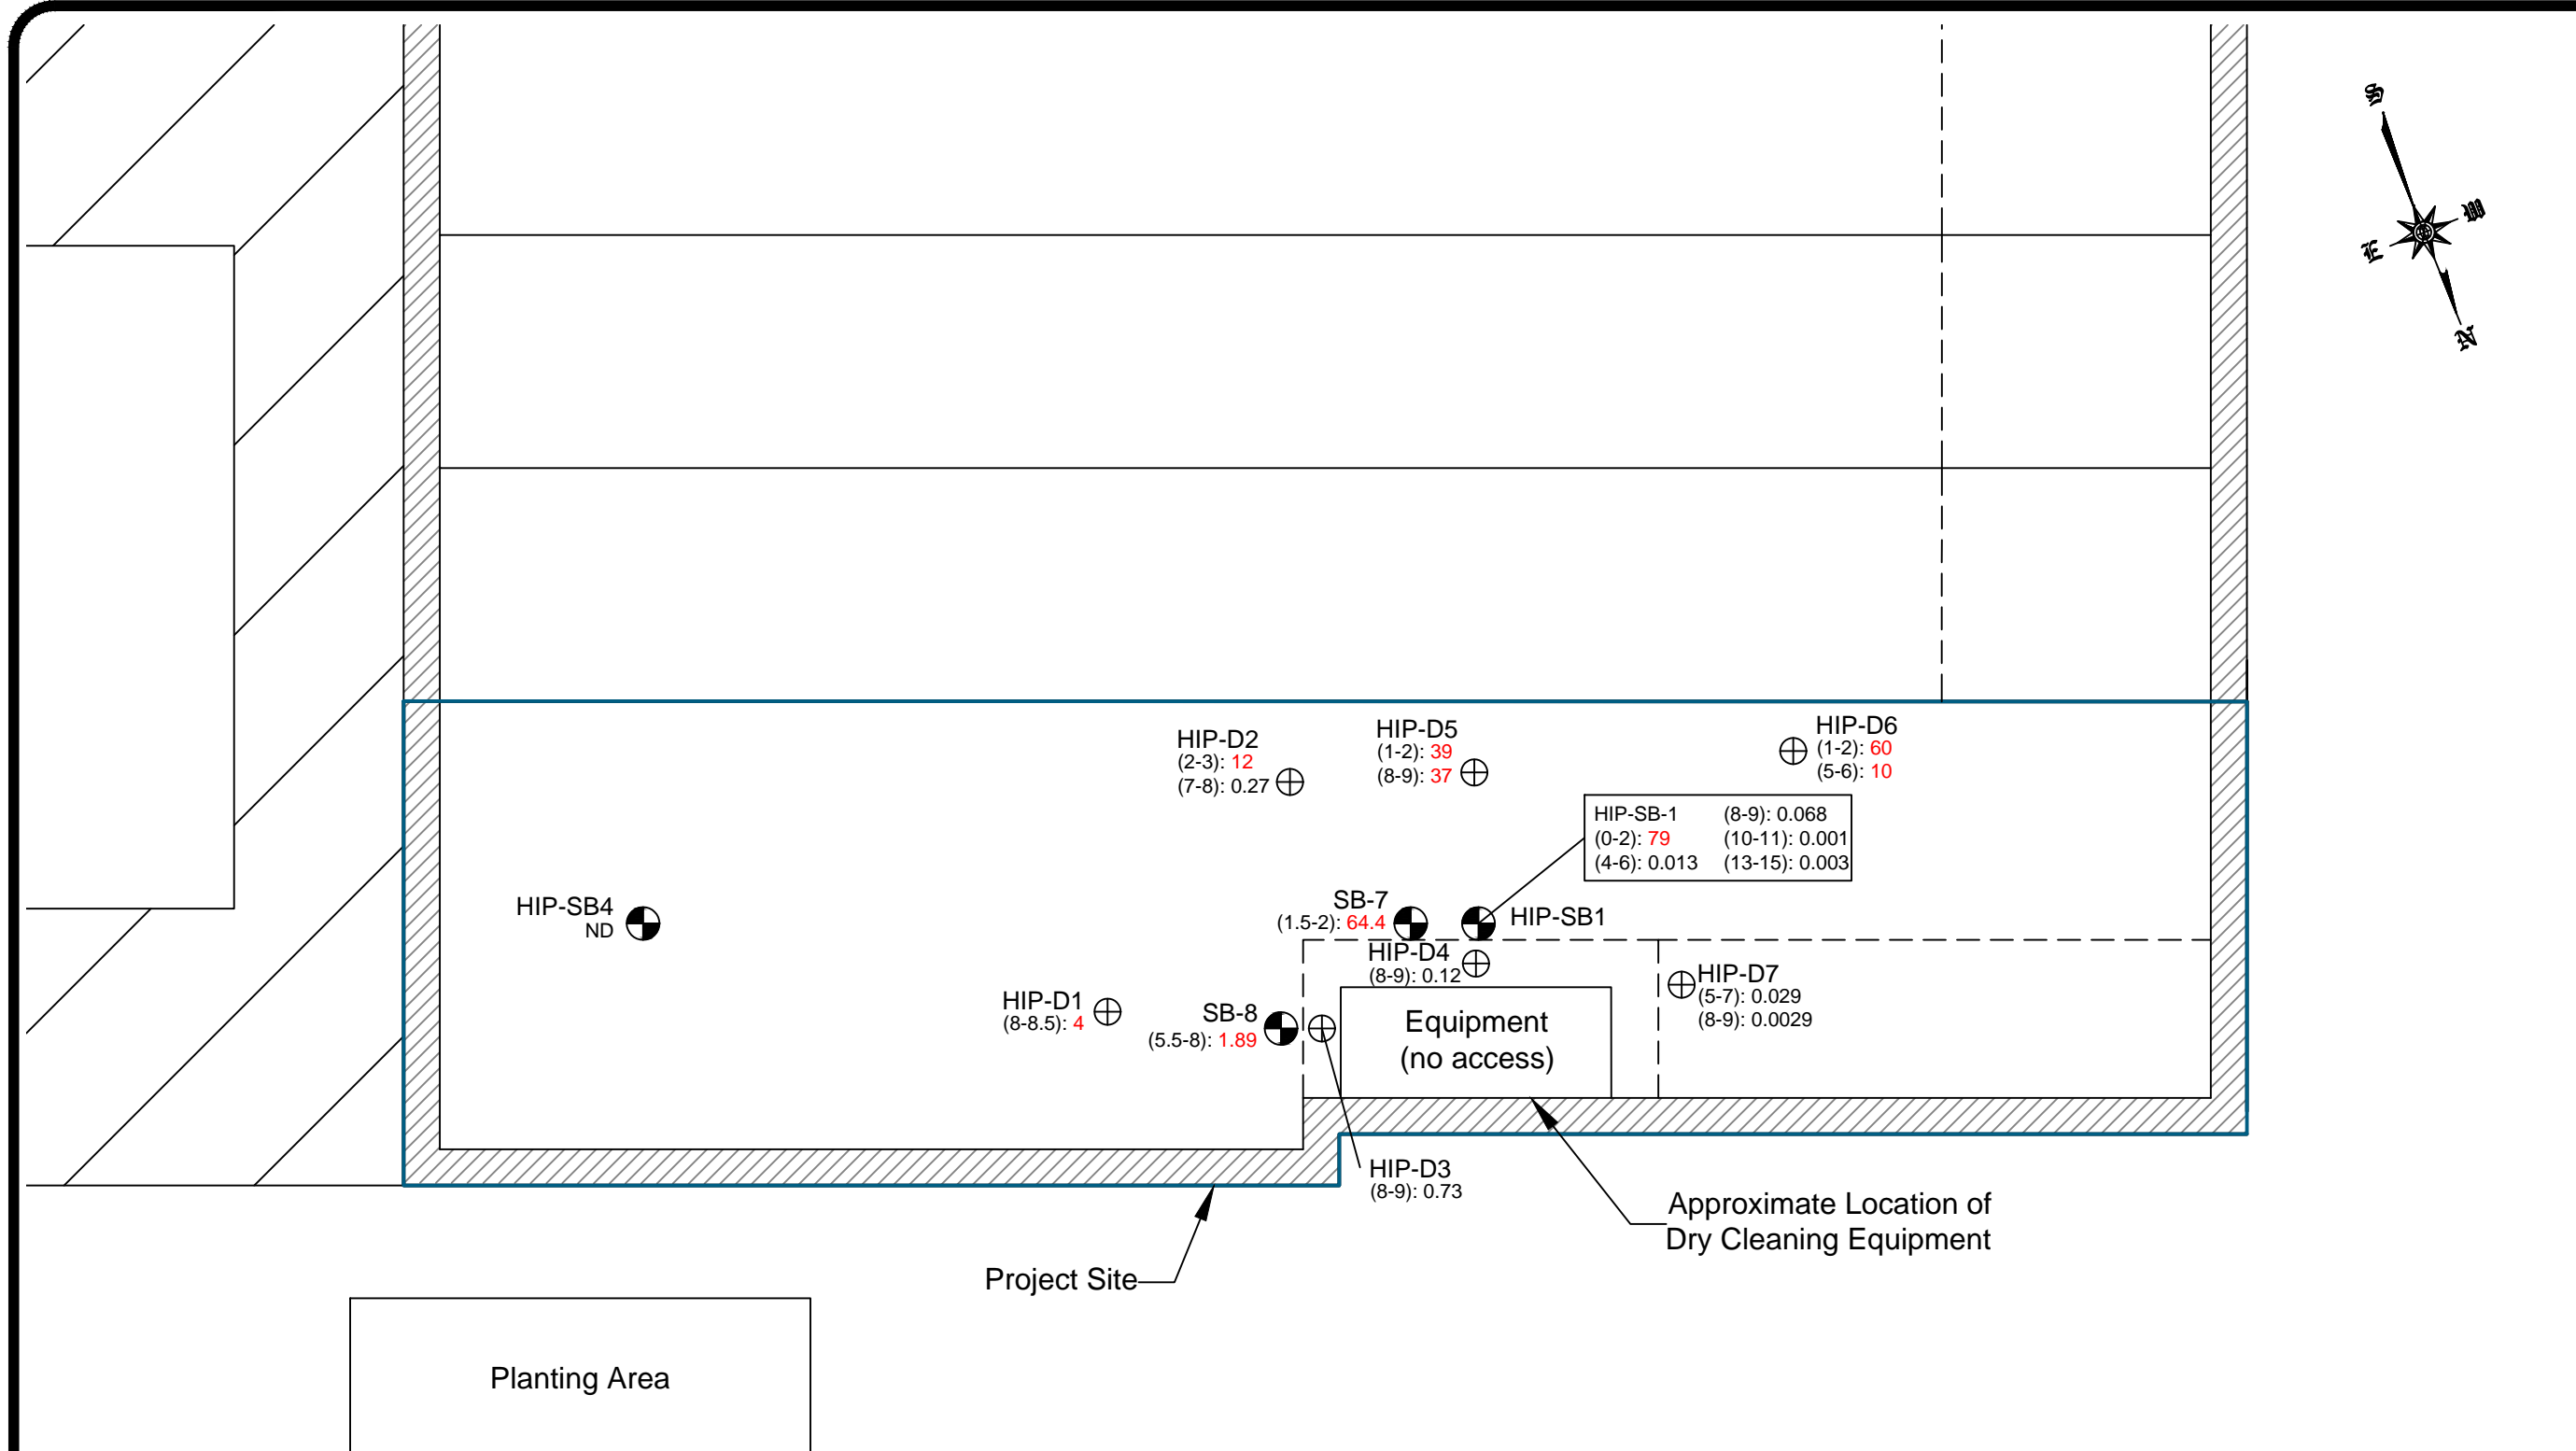 S
W
E
N
HIP-D2
(2-3): 12
(7-8): 0.27
HIP-D5
(1-2): 39
(8-9): 37
HIP-D6
(1-2): 60
(5-6): 10
HIP-SB-1 (8-9): 0.068
(0-2): 79 (10-11): 0.001
(4-6): 0.013 (13-15): 0.003
HIP-SB4
ND
SB-7
(1.5-2): 64.4
HIP-SB1
HIP-D4
(8-9): 0.12
HIP-D7
(5-7): 0.029
(8-9): 0.0029
HIP-D1
(8-8.5): 4
SB-8
(5.5-8): 1.89
Equipment
(no access)
HIP-D3
(8-9): 0.73
Approximate Location of
Dry Cleaning Equipment
Project Site
Planting Area